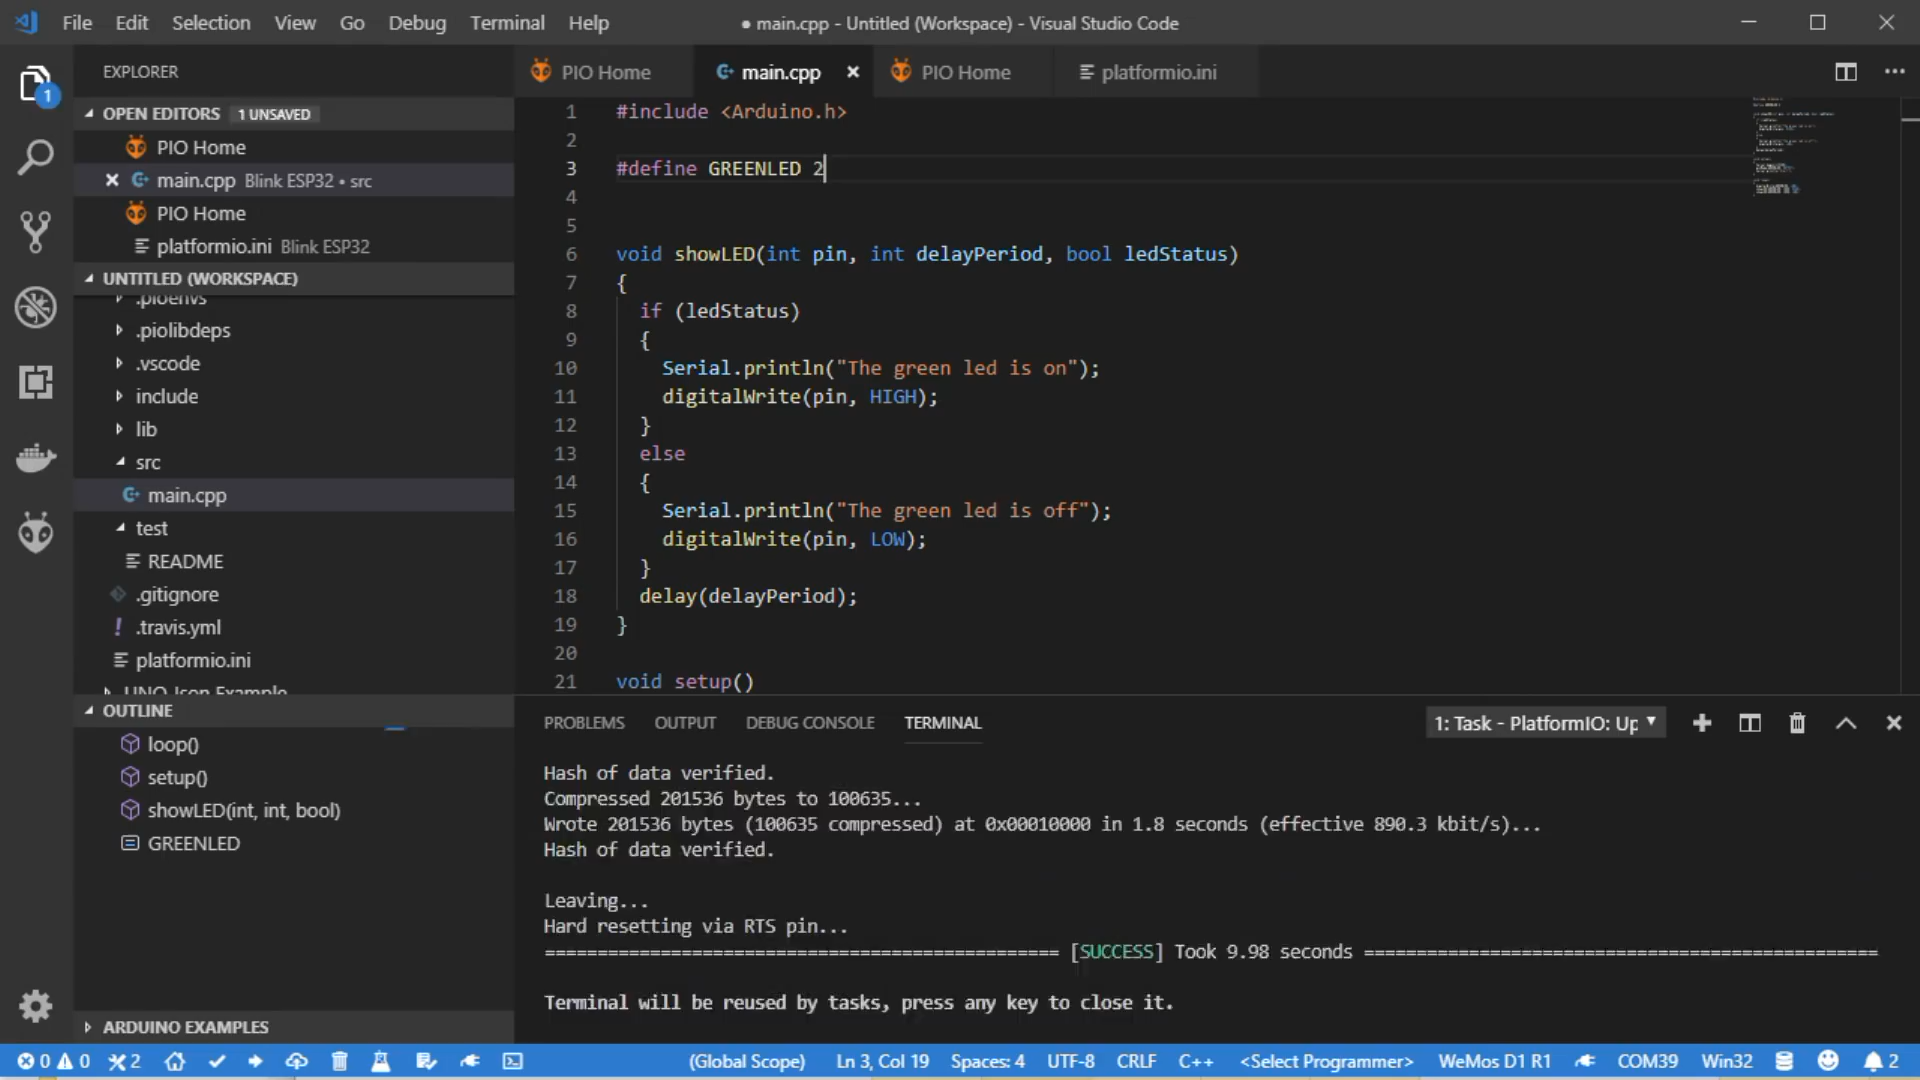 File Edit Selection View Go Debug Terminal Help
● main.cpp - Untitled (Workspace) - Visual Studio Code
EXPLORER
1
OPEN EDITORS 1 UNSAVED
PIO Home
main.cpp Blink ESP32 • src
PIO Home
platformio.ini Blink ESP32
UNTITLED (WORKSPACE)
.pioenvs
.piolibdeps
.vscode
include
lib
src
main.cpp
test
README
.gitignore
.travis.yml
platformio.ini
UNO Json Example
OUTLINE
loop()
setup()
showLED(int, int, bool)
GREENLED
ARDUINO EXAMPLES
PIO Home main.cpp PIO Home platformio.ini
1 #include <Arduino.h>
2
3 #define GREENLED 2
4
5
6 void showLED(int pin, int delayPeriod, bool ledStatus)
7 {
8 if (ledStatus)
9 {
10 Serial.println("The green led is on");
11 digitalWrite(pin, HIGH);
12 }
13 else
14 {
15 Serial.println("The green led is off");
16 digitalWrite(pin, LOW);
17 }
18 delay(delayPeriod);
19 }
20
21 void setup()
PROBLEMS OUTPUT DEBUG CONSOLE TERMINAL
1: Task - PlatformIO: Up
Hash of data verified.
Compressed 201536 bytes to 100635...
Wrote 201536 bytes (100635 compressed) at 0x00010000 in 1.8 seconds (effective 890.3 kbit/s)...
Hash of data verified.
Leaving...
Hard resetting via RTS pin...
================================================= [SUCCESS] Took 9.98 seconds =================================================
Terminal will be reused by tasks, press any key to close it.
0 0 2 (Global Scope) Ln 3, Col 19 Spaces: 4 UTF-8 CRLF C++ <Select Programmer> WeMos D1 R1 COM39 Win32 2